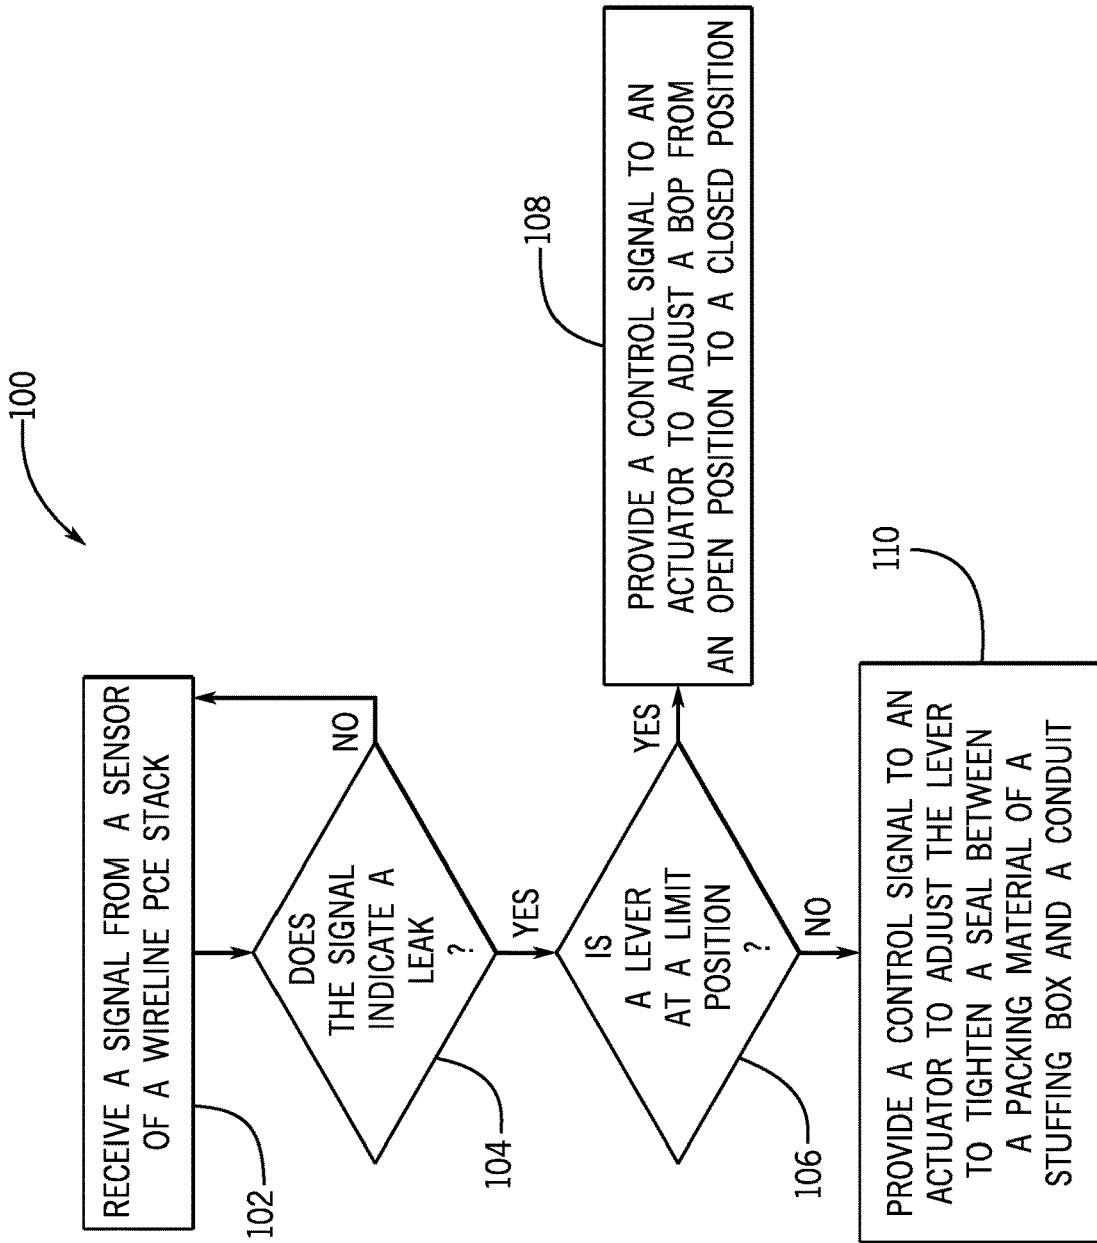 100
RECEIVE A SIGNAL FROM A SENSOR
OF A WIRELINE PCE STACK
102
DOES
THE SIGNAL
INDICATE A
LEAK
?
NO
YES
104
IS
A LEVER
AT A LIMIT
POSITION
?
YES
NO
106
PROVIDE A CONTROL SIGNAL TO AN
ACTUATOR TO ADJUST A BOP FROM
AN OPEN POSITION TO A CLOSED POSITION
108
PROVIDE A CONTROL SIGNAL TO AN
ACTUATOR TO ADJUST THE LEVER
TO TIGHTEN A SEAL BETWEEN
A PACKING MATERIAL OF A
STUFFING BOX AND A CONDUIT
110